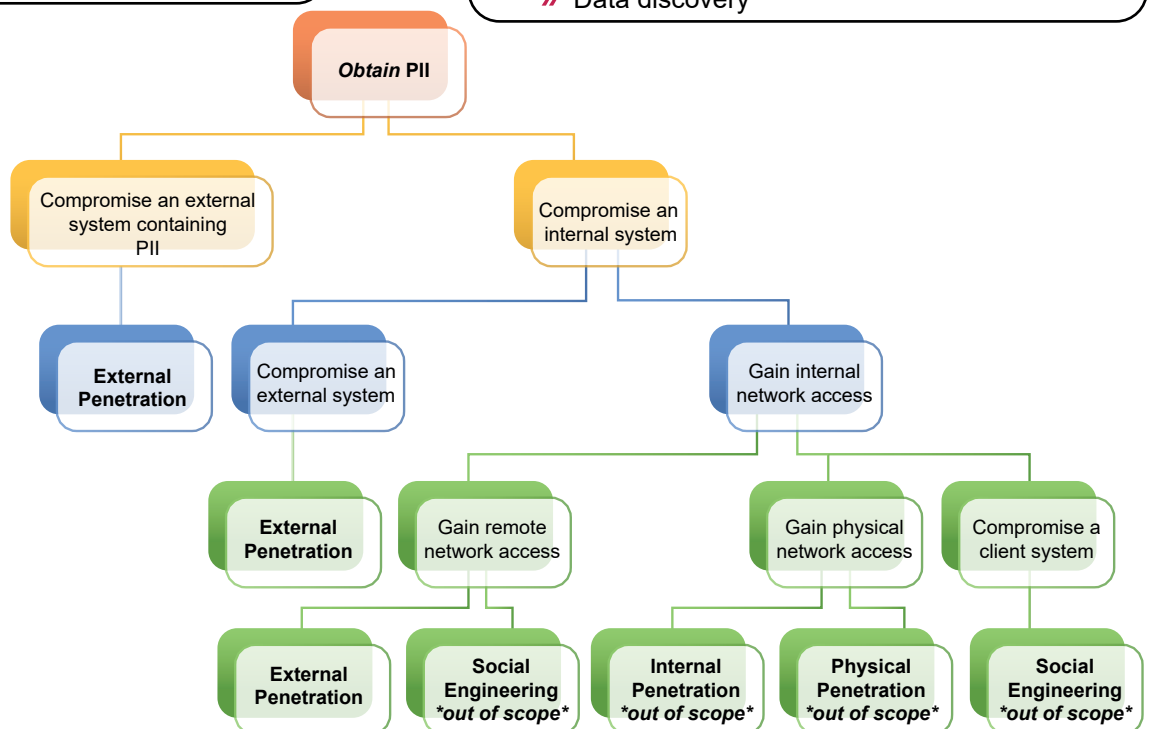 » Data discovery
Obtain PII
Compromise an external
system containing
PII
Compromise an
internal system
External
Penetration
Compromise an
external system
Gain internal
network access
External
Penetration
Gain remote
network access
Gain physical
network access
Compromise a
client system
External
Penetration
Social
Engineering
*out of scope*
Internal
Penetration
*out of scope*
Physical
Penetration
*out of scope*
Social
Engineering
*out of scope*